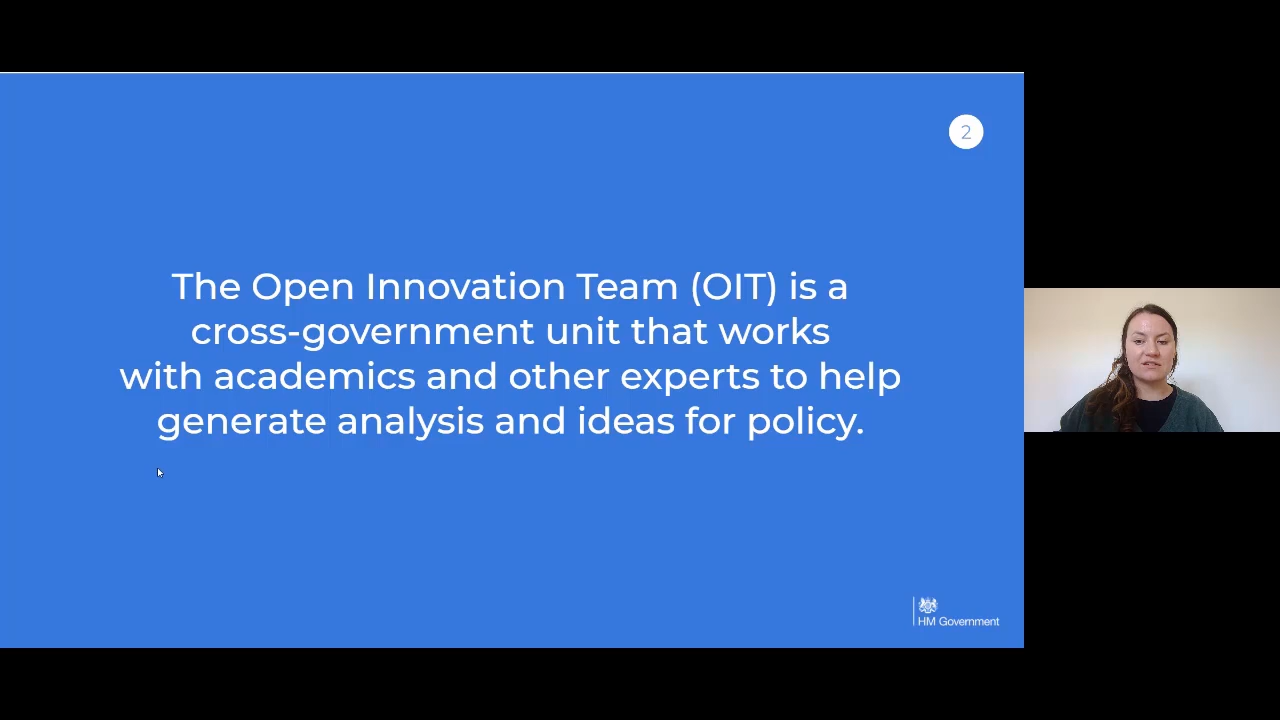 2
The Open Innovation Team (OIT) is a
cross-government unit that works
with academics and other experts to help
generate analysis and ideas for policy.
HM Government